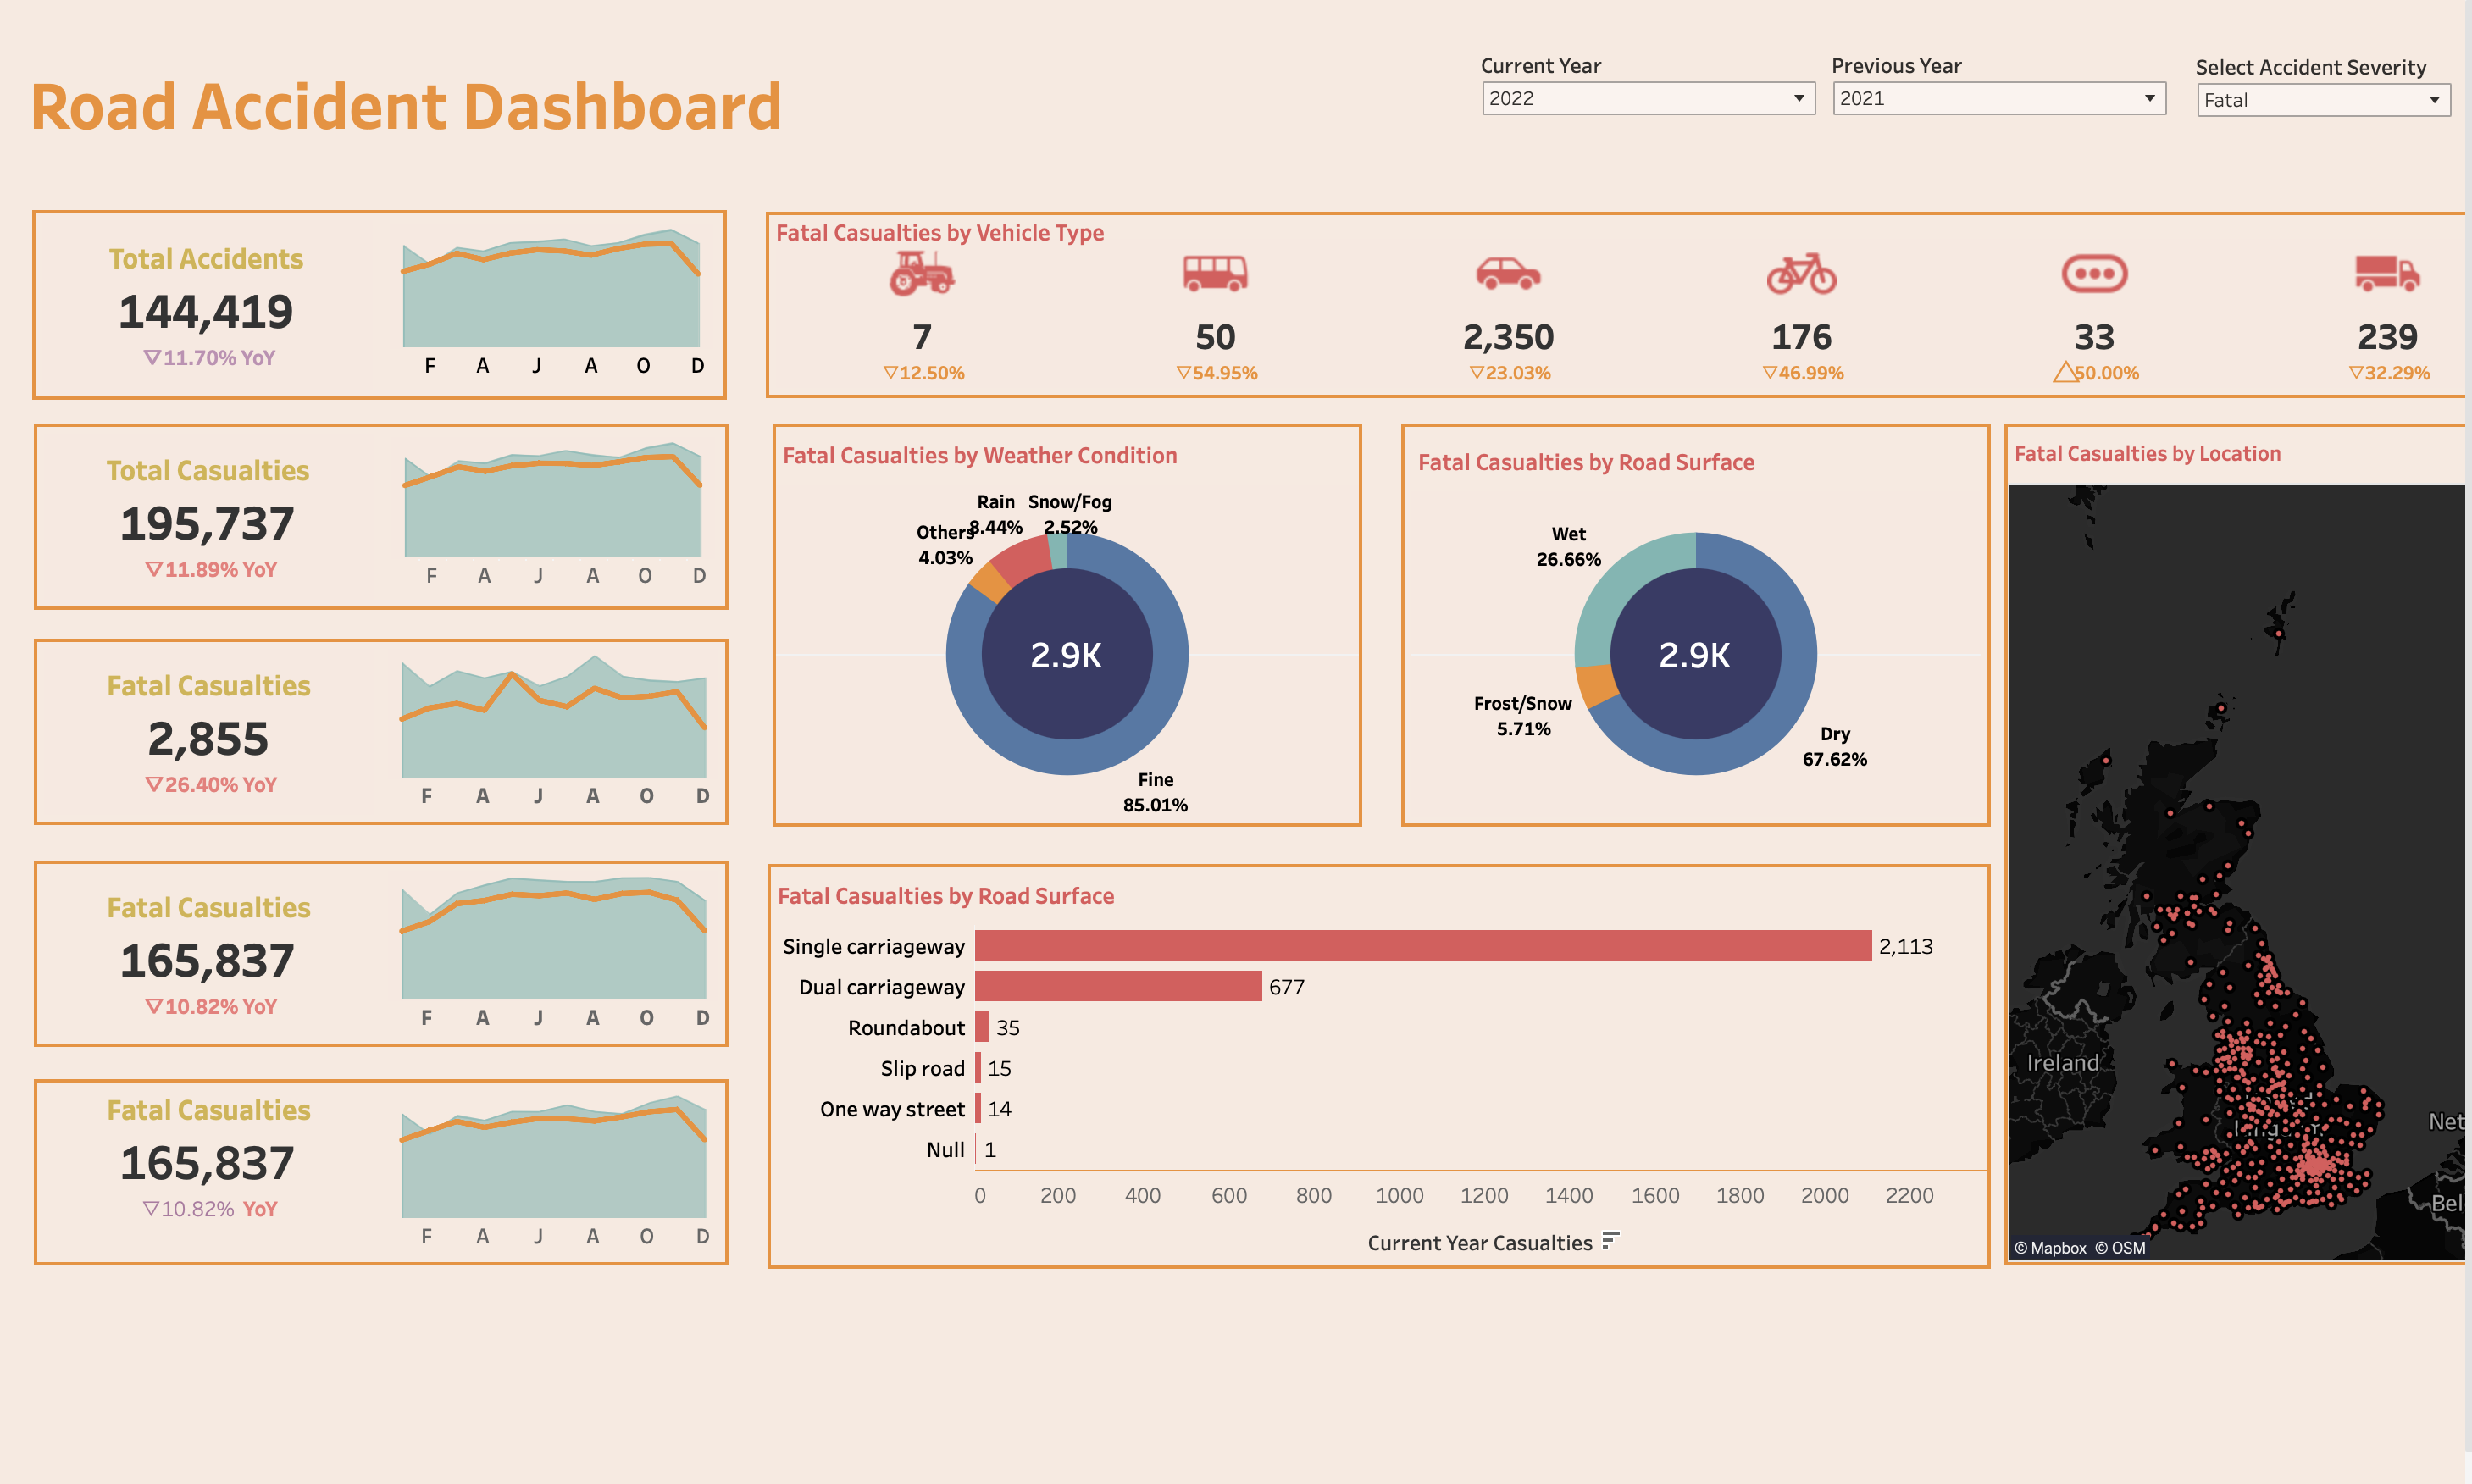 Road Accident Dashboard
Current Year
2022
Previous Year
2021
Select Accident Severity
Fatal
Total Accidents
144,419
▽11.70% YoY
F A J A O D
Total Casualties
195,737
▽11.89% YoY
F A J A O D
Fatal Casualties
2,855
▽26.40% YoY
F A J A O D
Fatal Casualties
165,837
▽10.82% YoY
F A J A O D
Fatal Casualties
165,837
▽10.82% YoY
F A J A O D
Fatal Casualties by Vehicle Type
7 50 2,350 176 33 239
▽12.50% ▽54.95% ▽23.03% ▽46.99% △50.00% ▽32.29%
Fatal Casualties by Weather Condition
Rain Snow/Fog
8.44% 2.52%
Others
4.03%
2.9K
Fine
85.01%
Fatal Casualties by Road Surface
Wet
26.66%
2.9K
Frost/Snow
5.71%
Dry
67.62%
Fatal Casualties by Road Surface
Single carriageway 2,113
Dual carriageway 677
Roundabout 35
Slip road 15
One way street 14
Null 1
0 200 400 600 800 1000 1200 1400 1600 1800 2000 2200
Current Year Casualties
Fatal Casualties by Location
Ireland
Net
Bel
© Mapbox © OSM